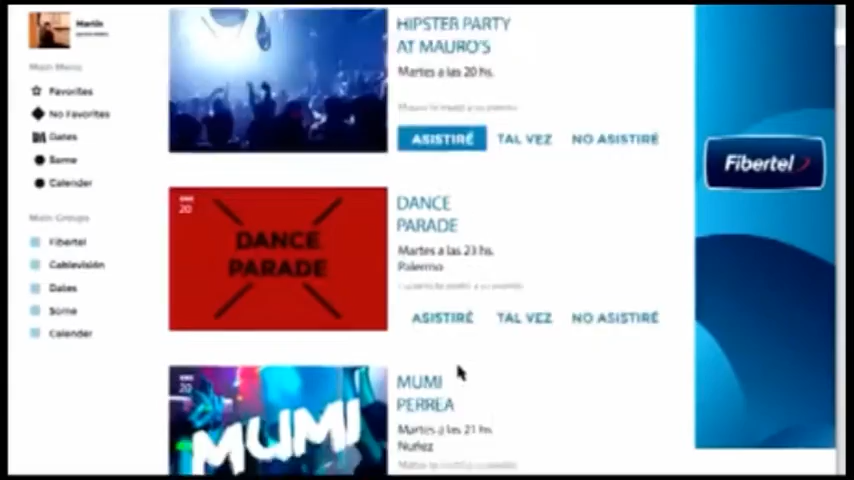 Martín
Main Menu
Favorites
No Favorites
Dates
Some
Calender
Main Groups
Fibertel
Cablevisión
Dates
Some
Calender
HIPSTER PARTY
AT MAURO'S
Martes a las 20 hs.
ASISTIRÉ TAL VEZ NO ASISTIRÉ
20
DANCE
PARADE
DANCE
PARADE
Martes a las 23 hs.
Palermo
ASISTIRÉ TAL VEZ NO ASISTIRÉ
20
MUMI
MUMI
PERREA
Martes a las 21 hs.
Nuñez
Fibertel